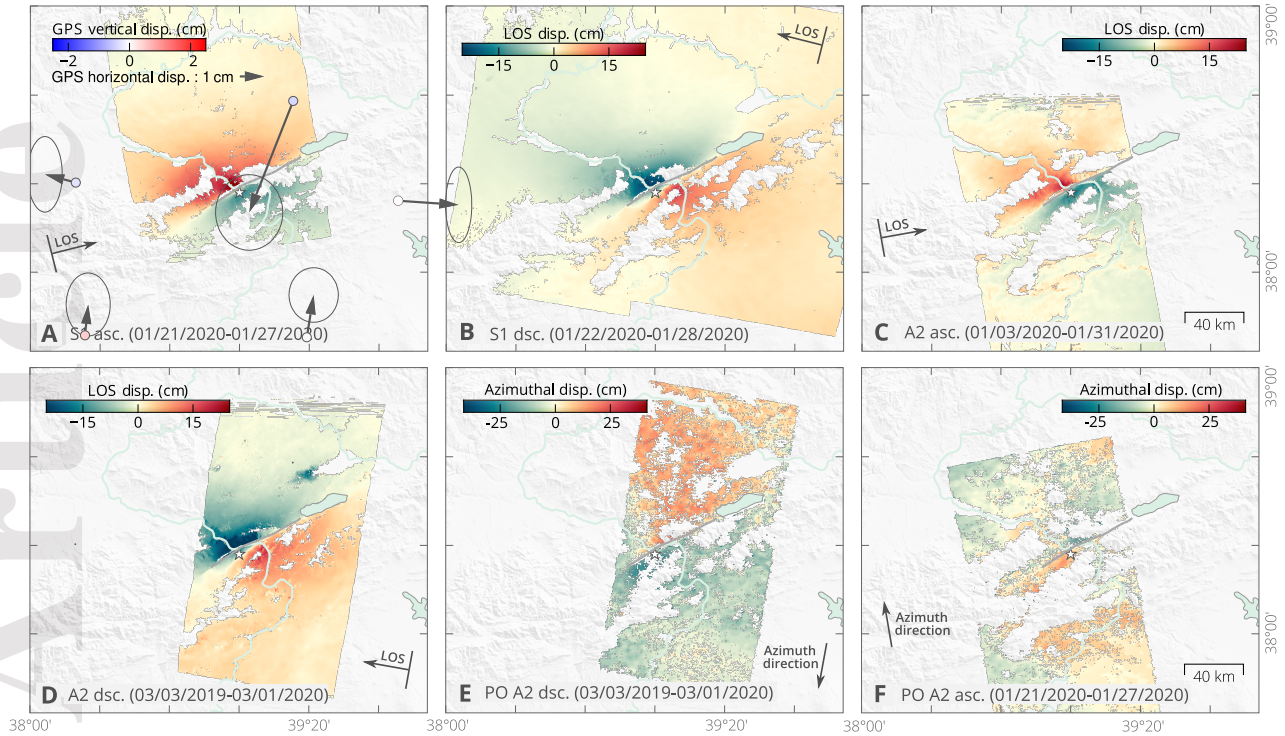 GPS vertical disp. (cm)
−2 0 2
GPS horizontal disp. : 1 cm
LOS
A S1 asc. (01/21/2020-01/27/2020)
LOS disp. (cm)
−15 0 15
LOS
B S1 dsc. (01/22/2020-01/28/2020)
LOS disp. (cm)
−15 0 15
LOS
40 km
C A2 asc. (01/03/2020-01/31/2020)
39°00'
38°00'
LOS disp. (cm)
−15 0 15
LOS
D A2 dsc. (03/03/2019-03/01/2020)
Azimuthal disp. (cm)
-25 0 25
Azimuth
direction
E PO A2 dsc. (03/03/2019-03/01/2020)
Azimuthal disp. (cm)
-25 0 25
Azimuth
direction
40 km
F PO A2 asc. (01/21/2020-01/27/2020)
39°00'
38°00'
38°00' 39°20' 38°00' 39°20' 38°00' 39°20'